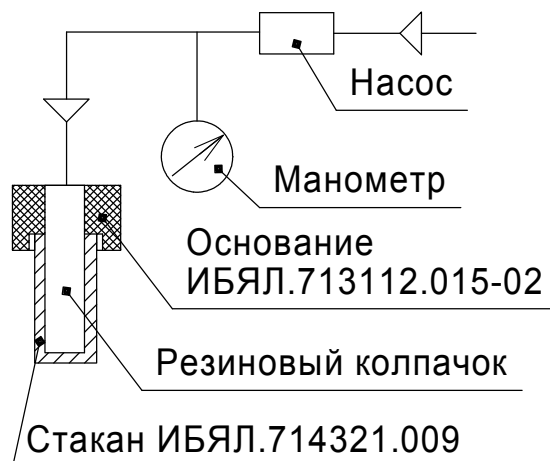 Насос
Манометр
Основание
ИБЯЛ.713112.015-02
Резиновый колпачок
Стакан ИБЯЛ.714321.009